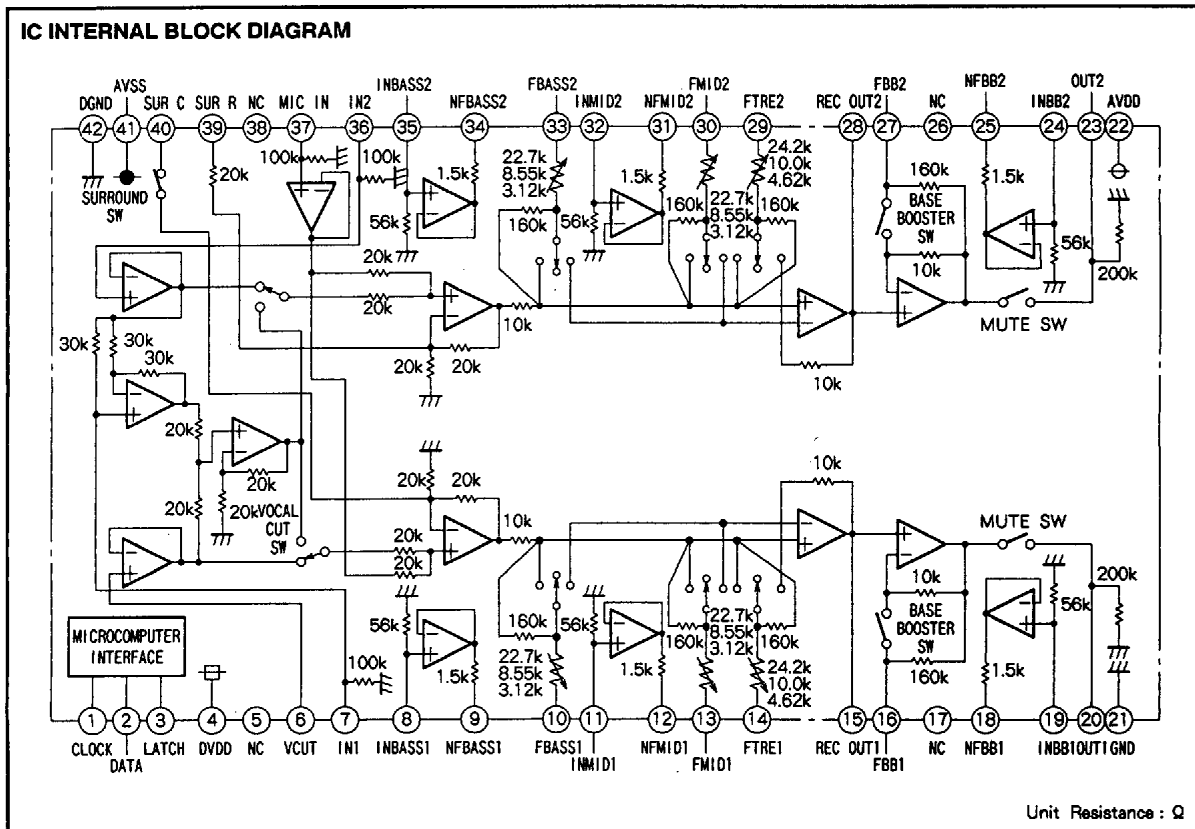 IC INTERNAL BLOCK DIAGRAM
INBASS2 FBASS2 FMID2 FBB2 OUT2
AVSS INMID2 NFBB2
DGND SUR C SUR R NC MIC IN IN2 NFBASS2 NFMID2 FTRE2 REC OUT2 NC INBB2 AVDD
42 41 40 39 38 37 36 35 34 33 32 31 30 29 28 27 26 25 24 23 22
100k 24.2k
20k 100k 1.5k 22.7k 1.5k 10.0k 160k 1.5k
8.55k 4.62k
3.12k
SURROUND
SW
56k 160k 56k 160k 22.7k 160k BASE
8.55k BOOSTER
3.12k SW
56k
20k 10k 200k
20k 10k MUTE SW
30k 30k
30k 20k 20k 10k
20k
20k 20k 10k
20k 20k
20k 20k VOCAL
CUT
SW
10k MUTE SW
20k
20k 10k 200k
56k 160k 56k 160k 22.7k 160k BASE 56k
8.55k BOOSTER
3.12k SW
MICROCOMPUTER
INTERFACE
100k 1.5k 22.7k 1.5k 24.2k 160k 1.5k
8.55k 10.0k
3.12k 4.62k
1 2 3 4 5 6 7 8 9 10 11 12 13 14 15 16 17 18 19 20 21
CLOCK LATCH DVDD NC VCUT IN1 INBASS1 NFBASS1 FBASS1 NFMID1 FTRE1 REC OUT1 NC NFBB1 INBB1 OUT1 GND
DATA INMID1 FMID1 FBB1
Unit Resistance : Ω